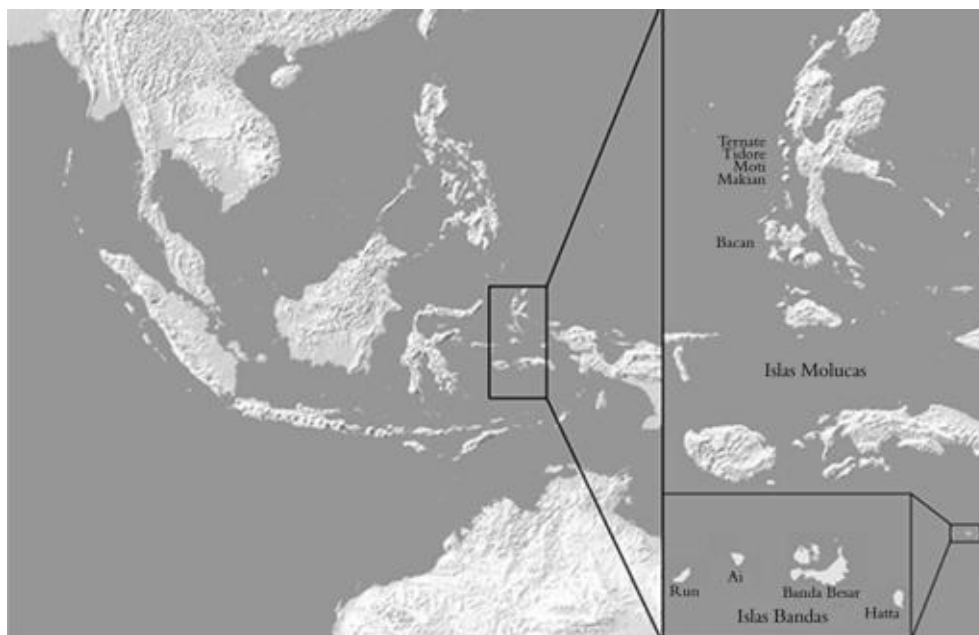 Ternate
Tidore
Moti
Makian
Bacan
Islas Molucas
Ai
Run
Banda Besar
Hatta
Islas Bandas